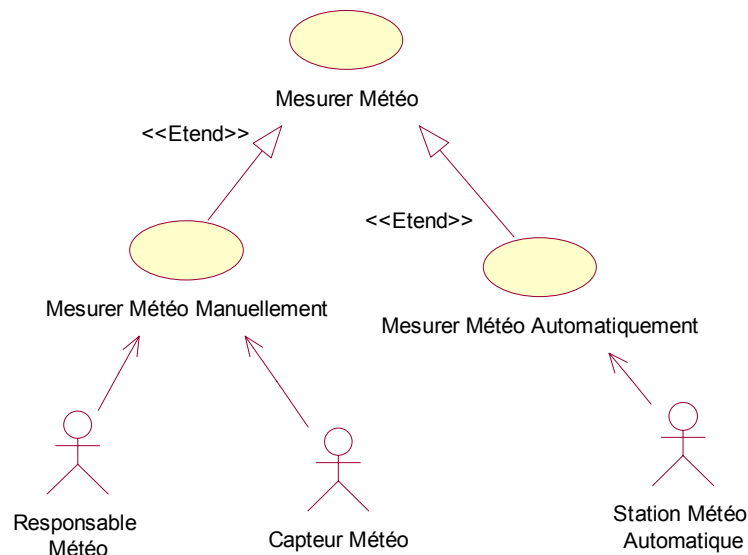 Mesurer Météo
<<Etend>>
<<Etend>>
Mesurer Météo Manuellement
Mesurer Météo Automatiquement
Responsable
Météo
Capteur Météo
Station Météo
Automatique